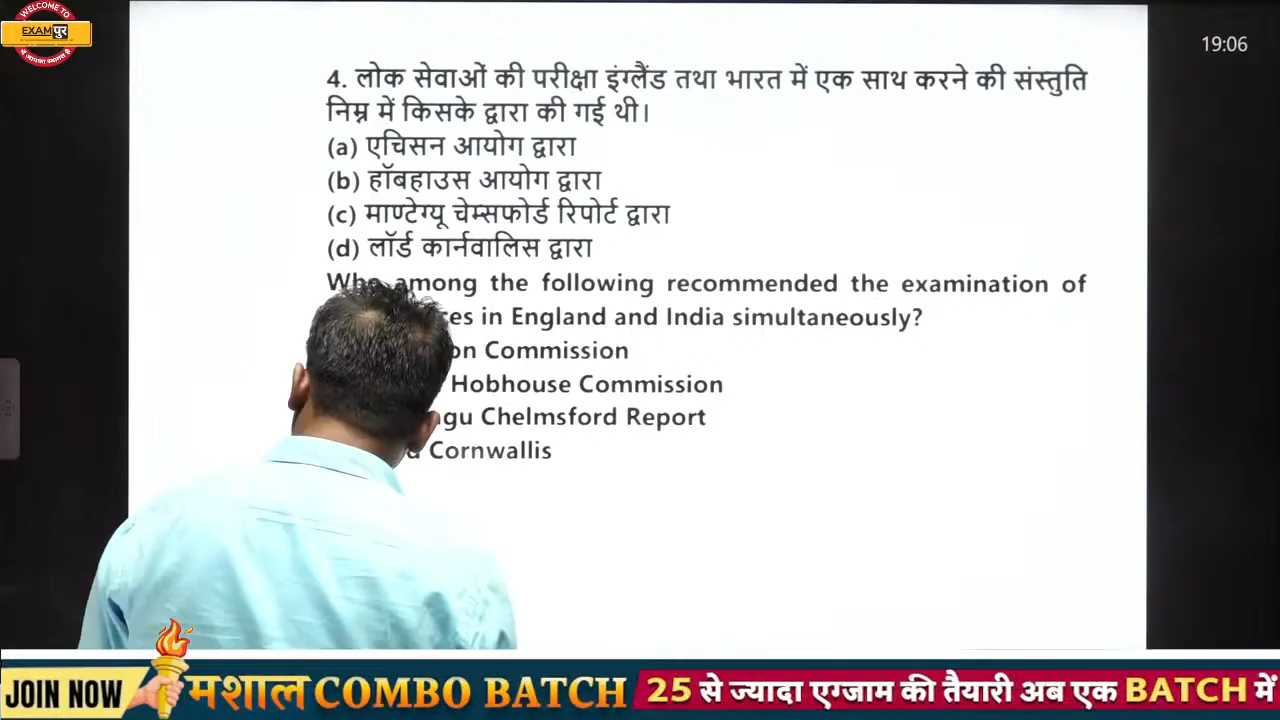 WELCOME TO
EXAMपुर
19:06
4. लोक सेवाओं की परीक्षा इंग्लैंड तथा भारत में एक साथ करने की संस्तुति
निम्न में किसके द्वारा की गई थी।
(a) एचिसन आयोग द्वारा
(b) हॉबहाउस आयोग द्वारा
(c) माण्टेग्यू चेम्सफोर्ड रिपोर्ट द्वारा
(d) लॉर्ड कार्नवालिस द्वारा
Who among the following recommended the examination of
in England and India simultaneously?
Commission
Hobhouse Commission
Chelmsford Report
Cornwallis
JOIN NOW मशाल COMBO BATCH 25 से ज्यादा एग्जाम की तैयारी अब एक BATCH में